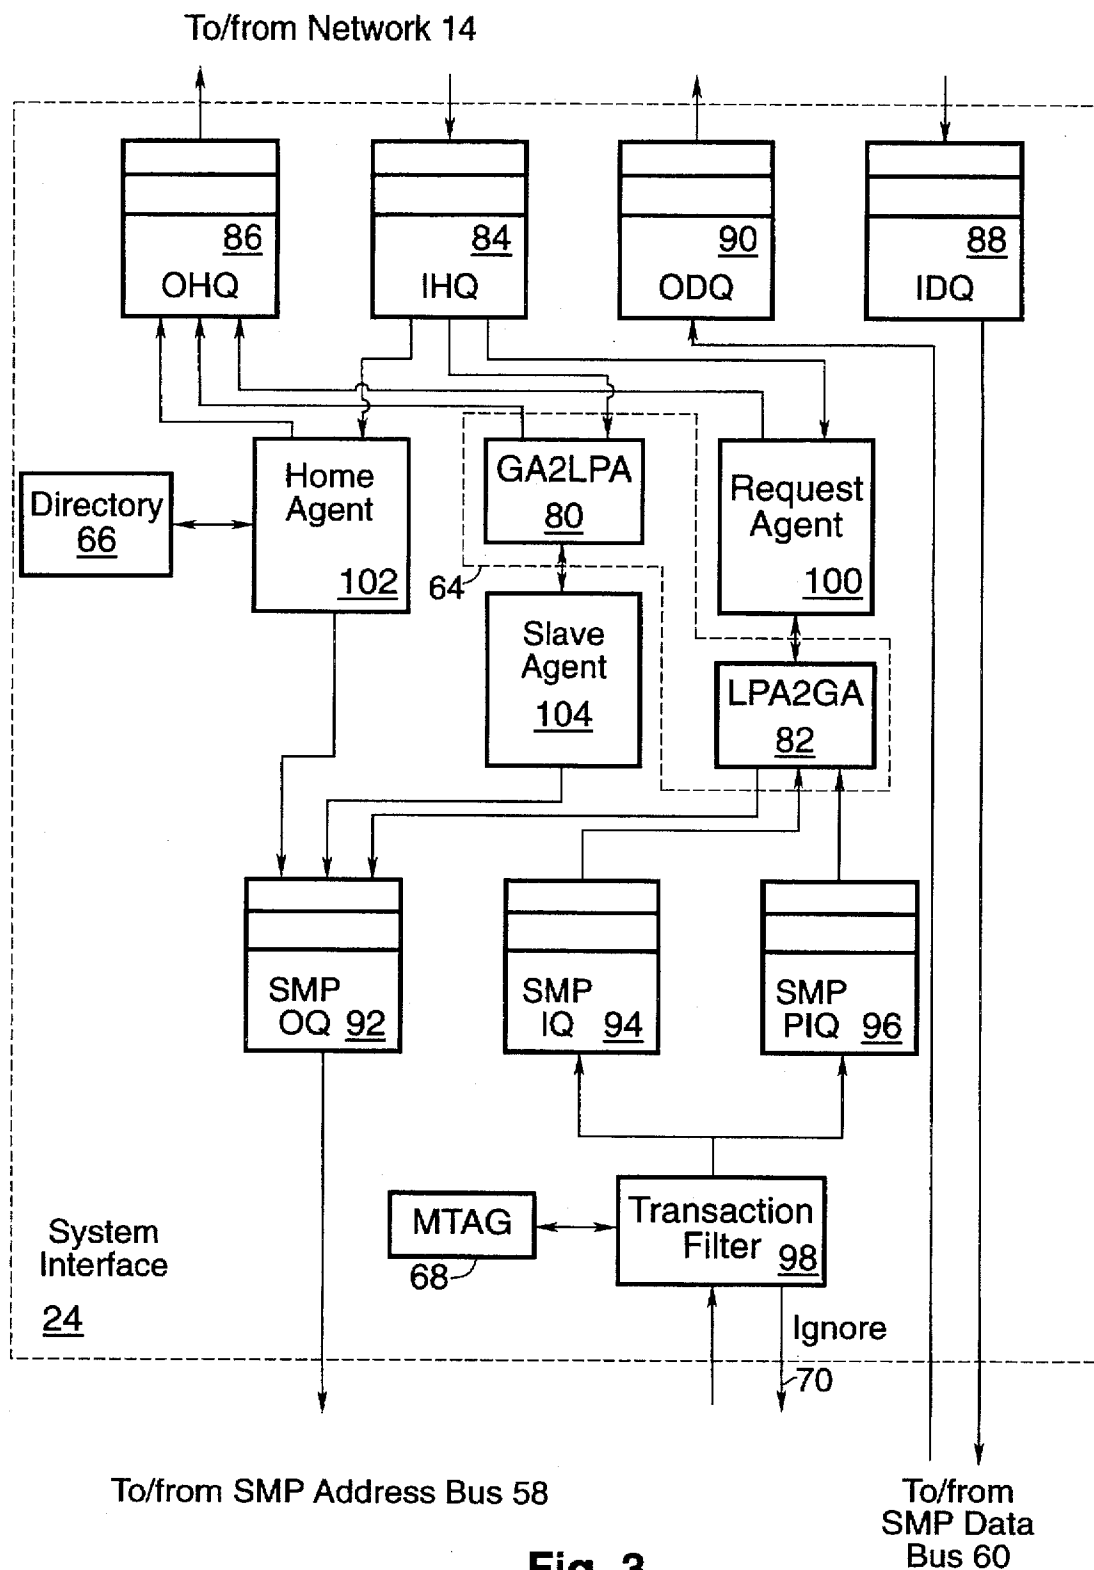 To/from Network 14
86
OHQ
84
IHQ
90
ODQ
88
IDQ
Directory
66
Home
Agent
102
GA2LPA
80
Request
Agent
100
64
Slave
Agent
104
LPA2GA
82
SMP
OQ 92
SMP
IQ 94
SMP
PIQ 96
MTAG
68
Transaction
Filter
98
System
Interface
24
Ignore
70
To/from SMP Address Bus 58
To/from
SMP Data
Bus 60
Fig. 3